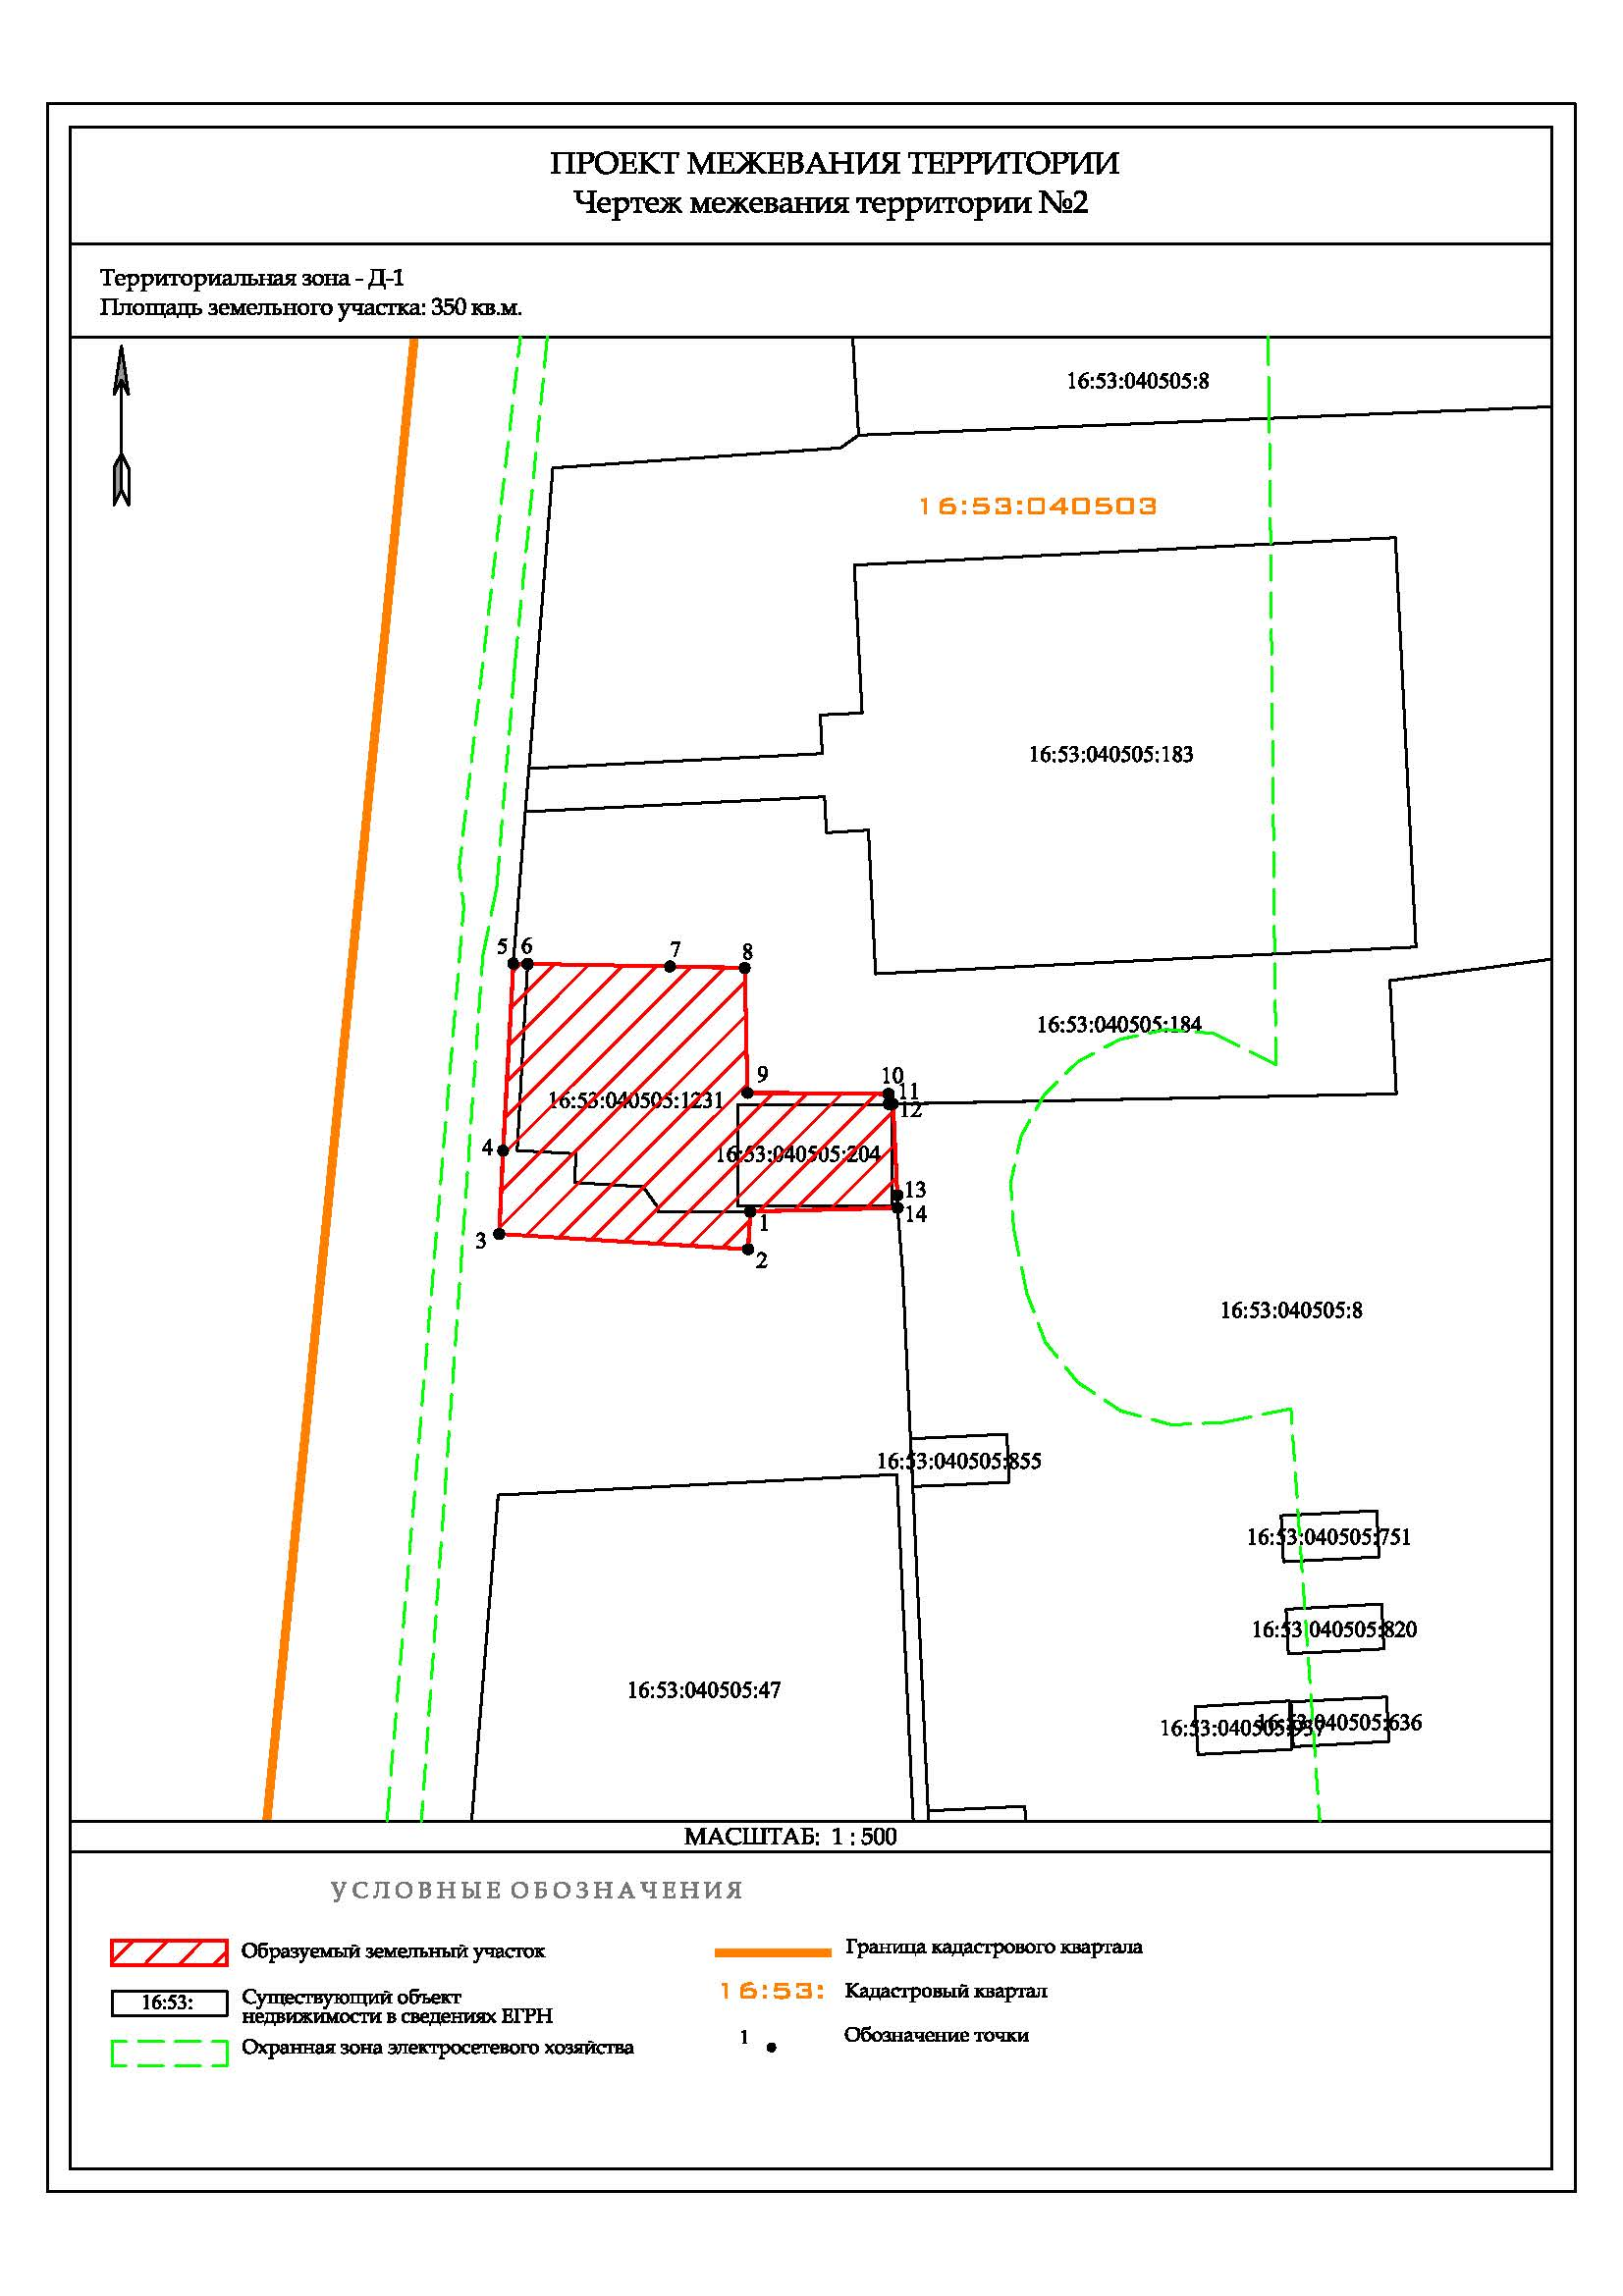 ПРОЕКТ МЕЖЕВАНИЯ ТЕРРИТОРИИ
Чертеж межевания территории №2
Территориальная зона - Д-1
Площадь земельного участка: 350 кв.м.
16:53:040505:8
16:53:040503
16:53:040505:183
5 6 7 8
16:53:040505:184
9 10
11
16:53:040505:1231
12
4
16:53:040505:204
13
1 14
3
2
16:53:040505:8
16:53:040505:855
16:53:040505:751
16:53 040505:820
16:53:040505:47
16:53:040505:636
МАСШТАБ: 1 : 500
УСЛОВНЫЕ ОБОЗНАЧЕНИЯ
Образуемый земельный участок
Граница кадастрового квартала
16:53:
Существующий объект
недвижимости в сведениях ЕГРН
16:53:
Кадастровый квартал
Охранная зона электросетевого хозяйства
1
Обозначение точки